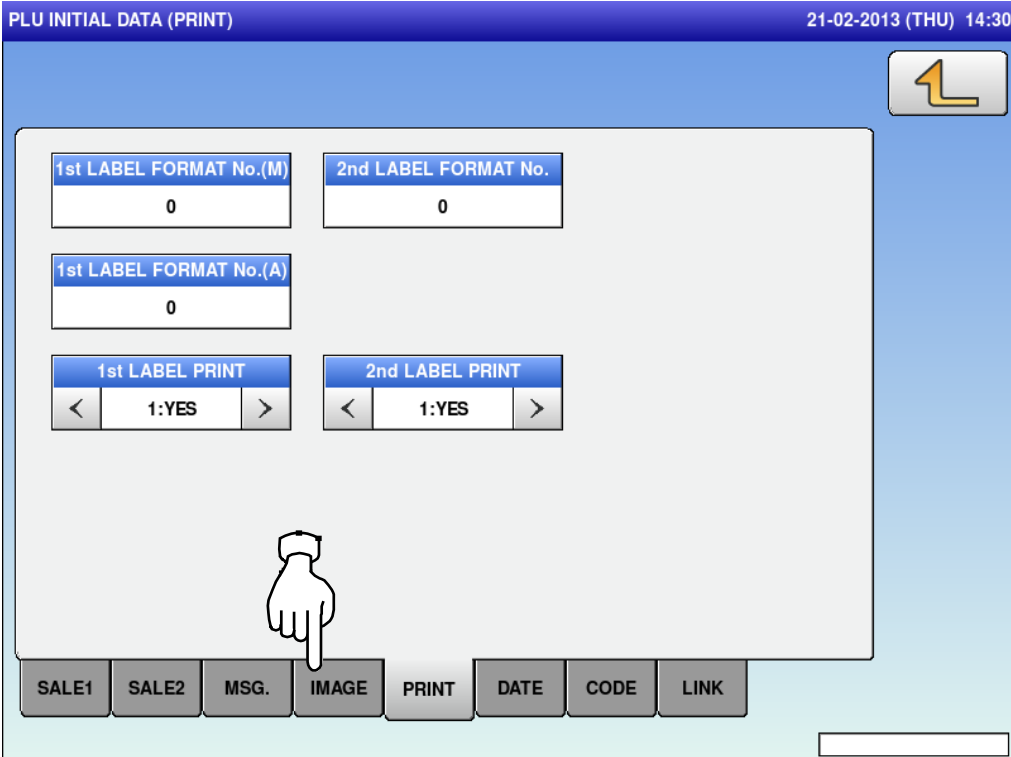 PLU INITIAL DATA (PRINT) 21-02-2013 (THU) 14:30
1st LABEL FORMAT No.(M) 2nd LABEL FORMAT No.
0 0
1st LABEL FORMAT No.(A)
0
1st LABEL PRINT 2nd LABEL PRINT
< 1:YES > < 1:YES >
SALE1 SALE2 MSG. IMAGE PRINT DATE CODE LINK